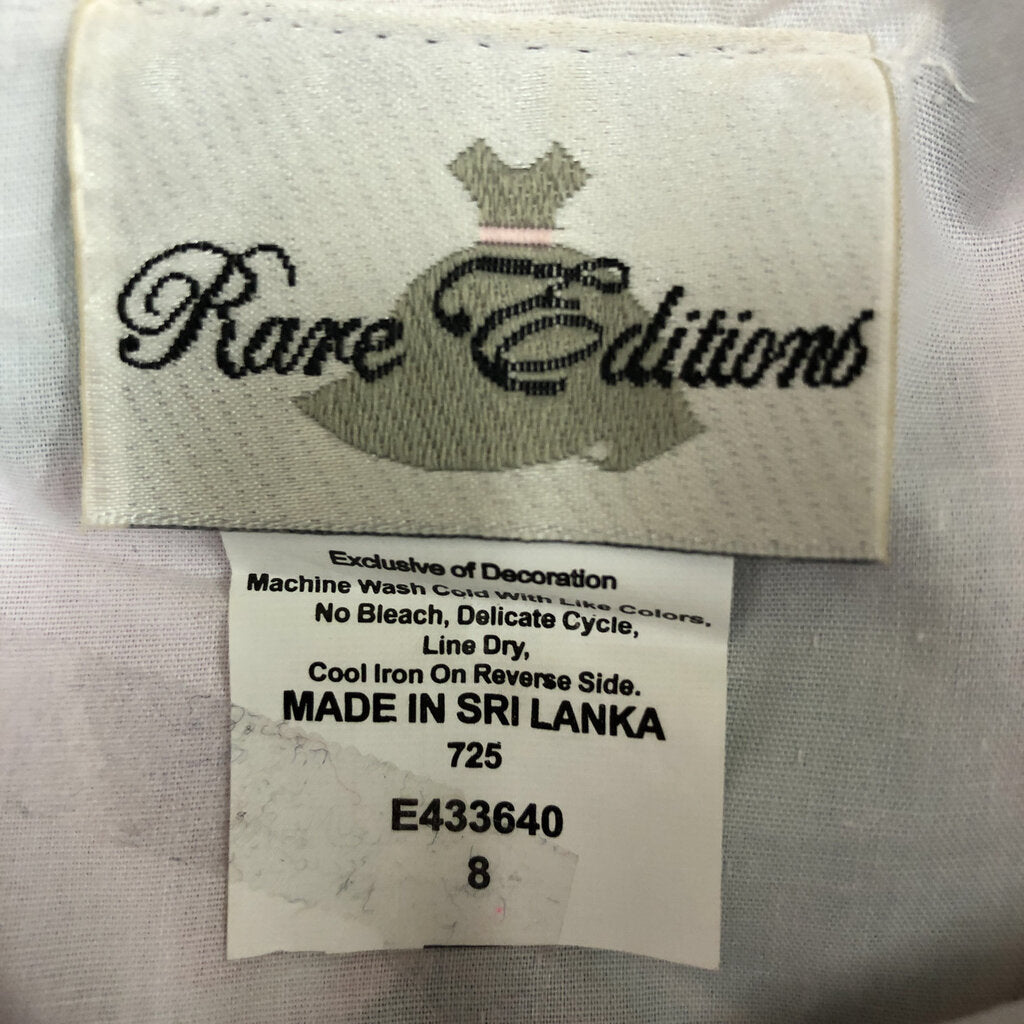 Rare Editions
Exclusive of Decoration
Machine Wash Cold With Like Colors.
No Bleach, Delicate Cycle,
Line Dry,
Cool Iron On Reverse Side.
MADE IN SRI LANKA
725
E433640
8